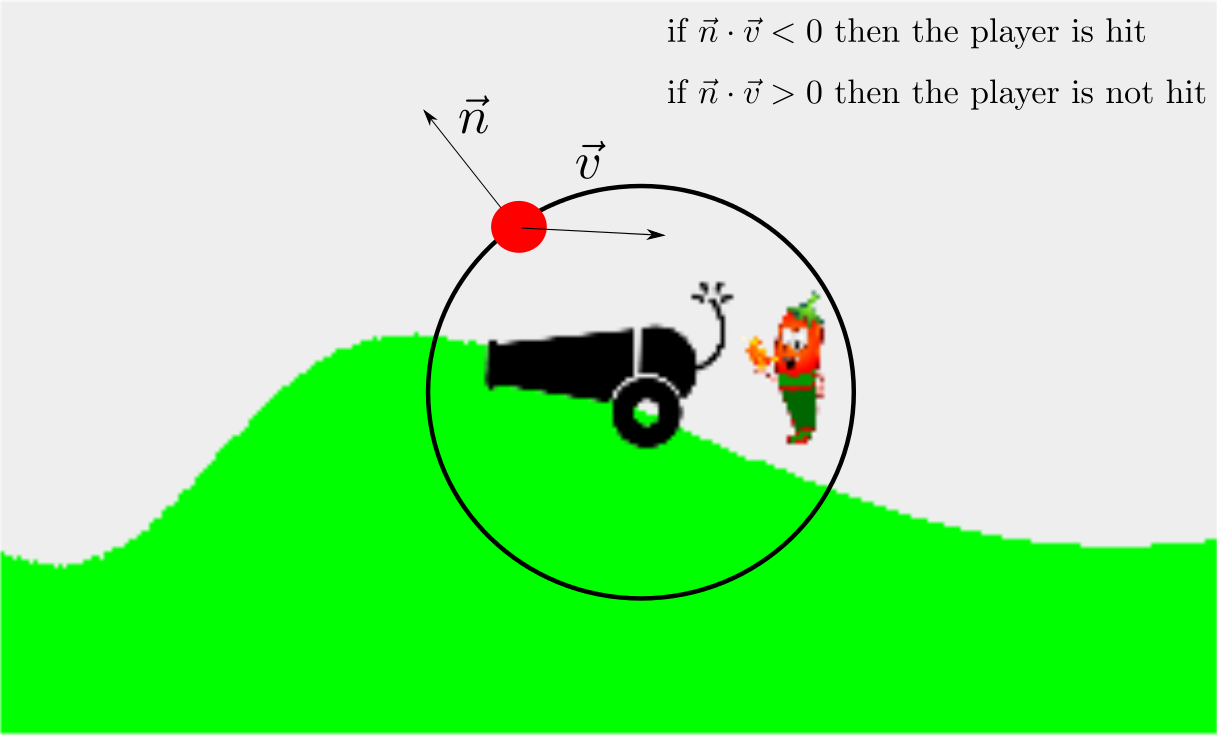 if n⃗ · v⃗ < 0 then the player is hit
if n⃗ · v⃗ > 0 then the player is not hit
n⃗
v⃗